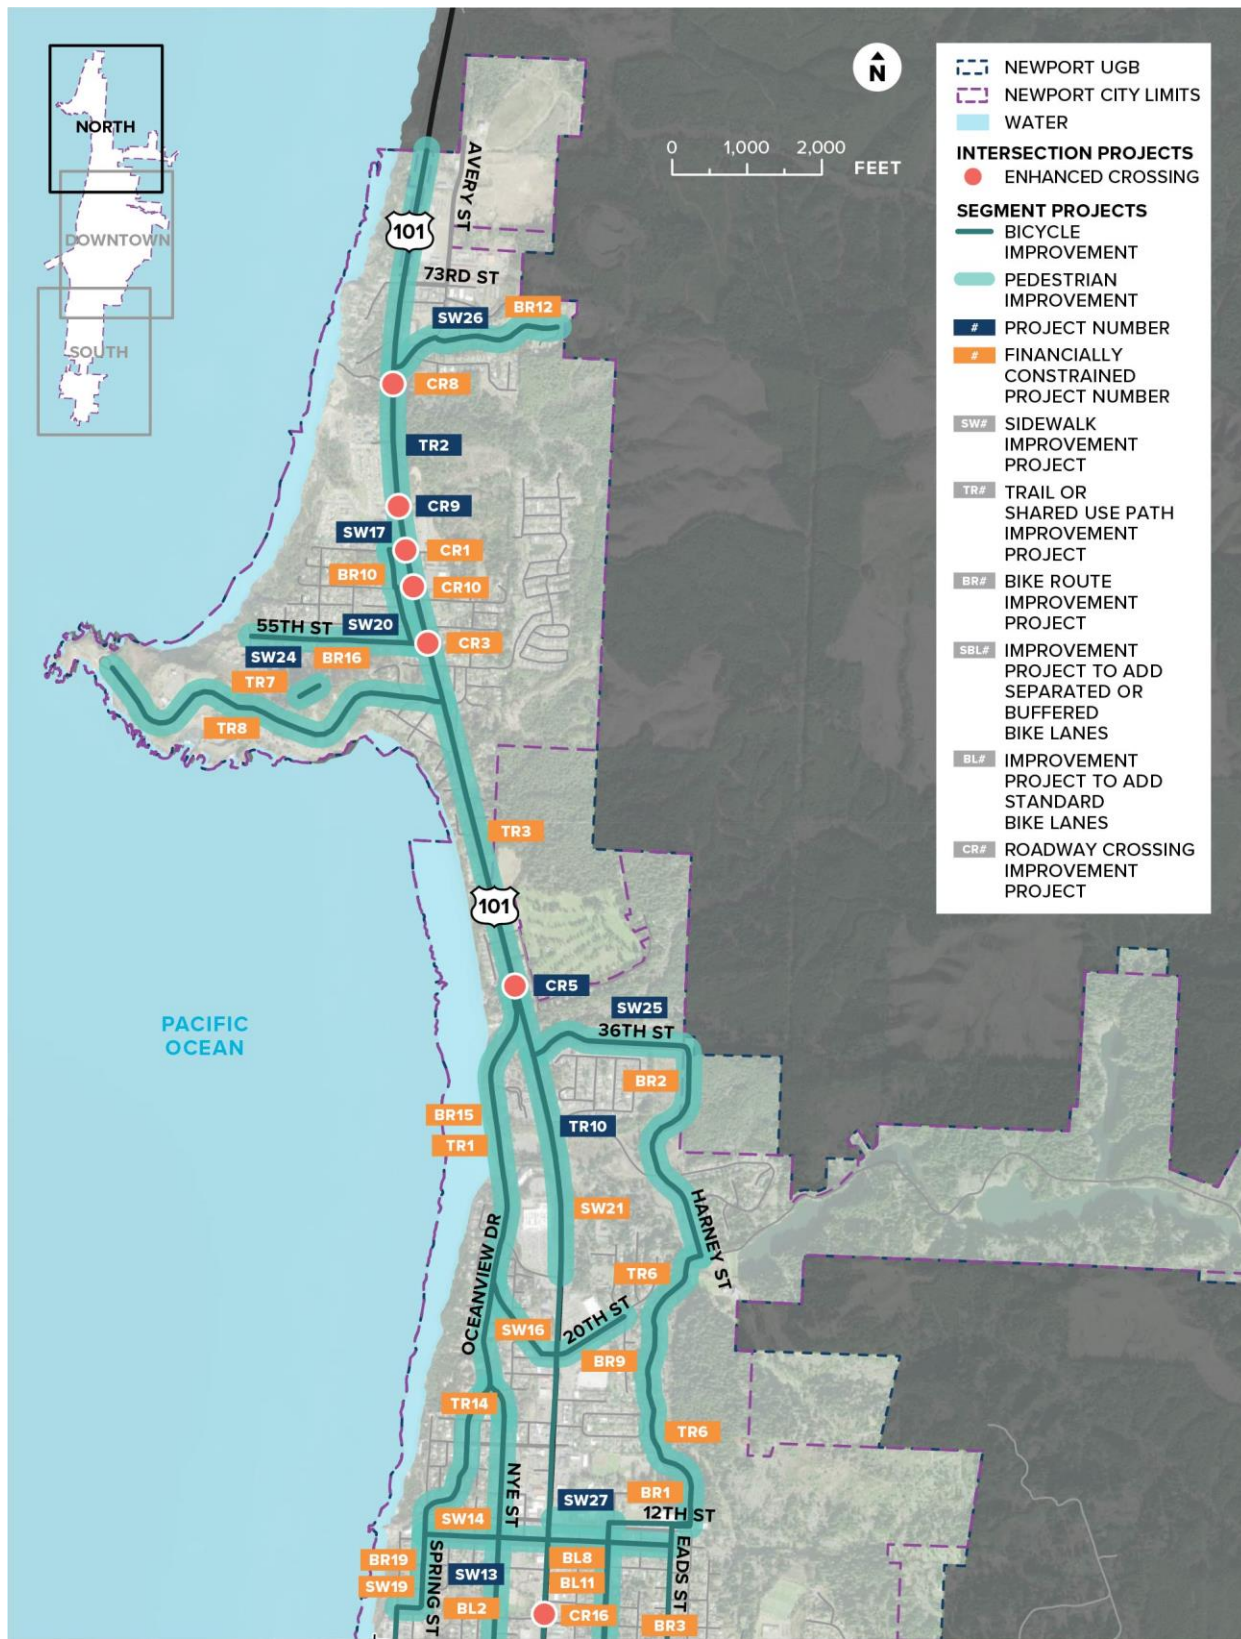 NORTH
DOWNTOWN
SOUTH
N
0 1,000 2,000
FEET
NEWPORT UGB
NEWPORT CITY LIMITS
WATER
INTERSECTION PROJECTS
ENHANCED CROSSING
SEGMENT PROJECTS
BICYCLE
IMPROVEMENT
PEDESTRIAN
IMPROVEMENT
# PROJECT NUMBER
# FINANCIALLY
CONSTRAINED
PROJECT NUMBER
SW# SIDEWALK
IMPROVEMENT
PROJECT
TR# TRAIL OR
SHARED USE PATH
IMPROVEMENT
PROJECT
BR# BIKE ROUTE
IMPROVEMENT
PROJECT
SBL# IMPROVEMENT
PROJECT TO ADD
SEPARATED OR
BUFFERED
BIKE LANES
BL# IMPROVEMENT
PROJECT TO ADD
STANDARD
BIKE LANES
CR# ROADWAY CROSSING
IMPROVEMENT
PROJECT
AVERY ST
101
73RD ST
BR12
SW26
CR8
TR2
CR9
SW17
CR1
BR10
CR10
55TH ST
SW20
CR3
SW24
BR16
TR7
TR8
TR3
101
CR5
SW25
36TH ST
PACIFIC
OCEAN
BR2
BR15
TR10
TR1
HARNEY ST
SW21
OCEANVIEW DR
TR6
20TH ST
SW16
BR9
TR14
TR6
NYE ST
BR1
SW27
12TH ST
SW14
SPRING ST
EADS ST
BR19
BL8
SW13
SW19
BL11
BL2
CR16
BR3